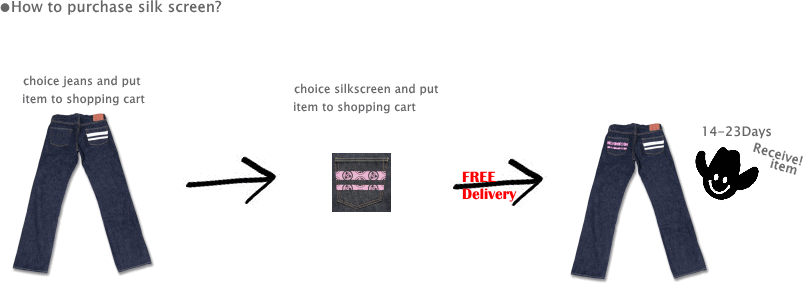 ●How to purchase silk screen?
choice jeans and put
item to shopping cart
choice silkscreen and put
item to shopping cart
FREE
Delivery
14-23Days
Receive!
item